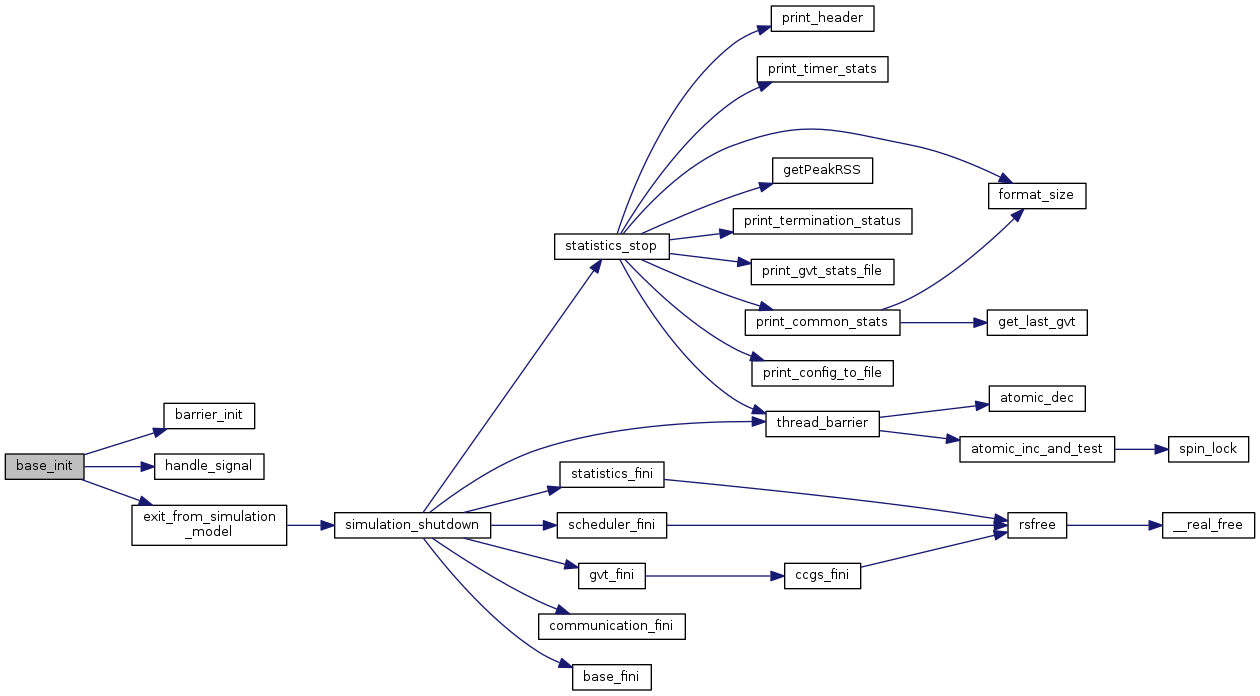 print_header
print_timer_stats
getPeakRSS
format_size
print_termination_status
statistics_stop
print_gvt_stats_file
print_common_stats
get_last_gvt
print_config_to_file
atomic_dec
barrier_init
thread_barrier
atomic_inc_and_test
spin_lock
base_init
handle_signal
statistics_fini
exit_from_simulation
_model
simulation_shutdown
scheduler_fini
rsfree
__real_free
gvt_fini
ccgs_fini
communication_fini
base_fini